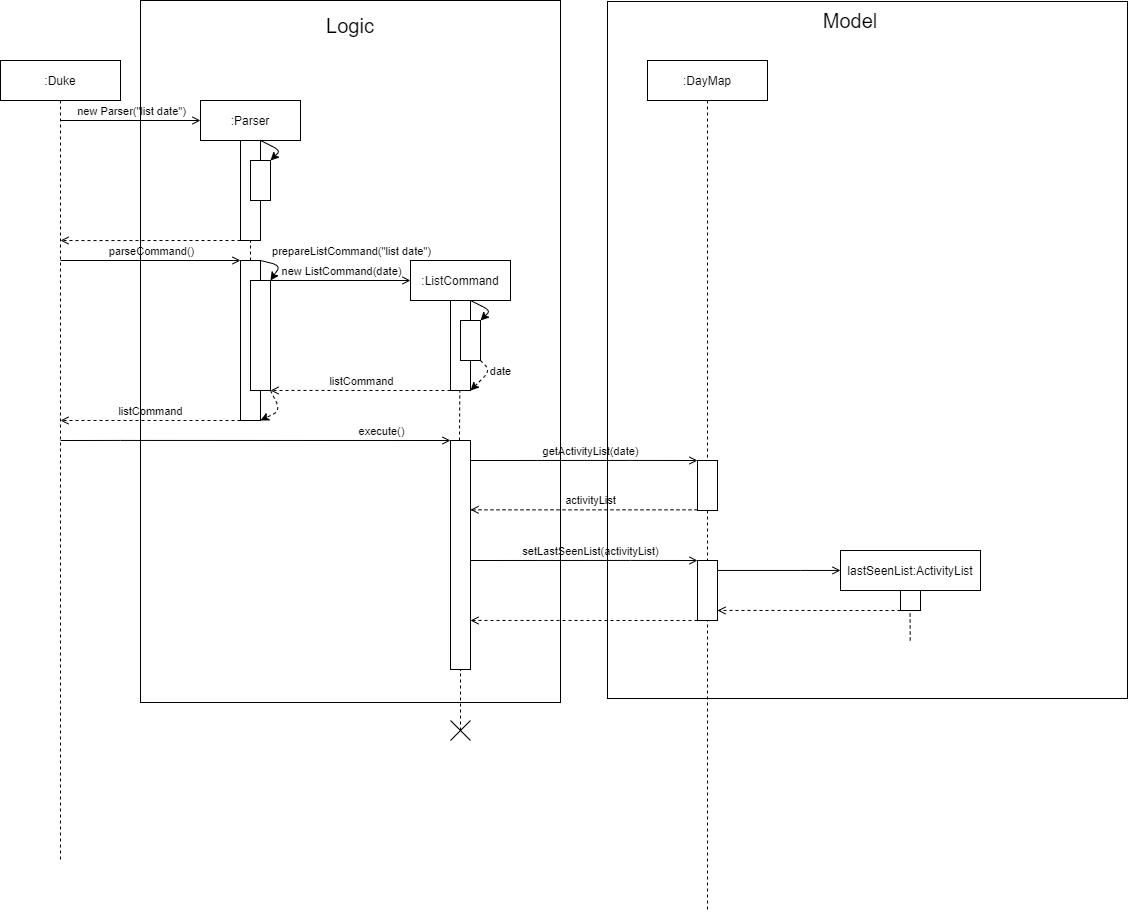 Logic
Model
:Duke
:DayMap
new Parser("list date")
:Parser
parseCommand()
prepareListCommand("list date")
new ListCommand(date)
:ListCommand
date
listCommand
listCommand
execute()
getActivityList(date)
activityList
setLastSeenList(activityList)
lastSeenList:ActivityList